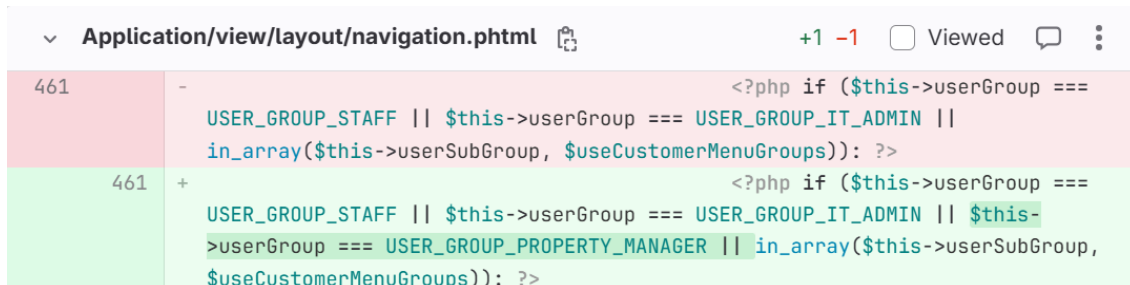 Application/view/layout/navigation.phtml +1 −1 Viewed
461 - <?php if ($this->userGroup ===
USER_GROUP_STAFF || $this->userGroup === USER_GROUP_IT_ADMIN ||
in_array($this->userSubGroup, $useCustomerMenuGroups)): ?>
461 + <?php if ($this->userGroup ===
USER_GROUP_STAFF || $this->userGroup === USER_GROUP_IT_ADMIN || $this-
>userGroup === USER_GROUP_PROPERTY_MANAGER || in_array($this->userSubGroup,
$useCustomerMenuGroups)): ?>